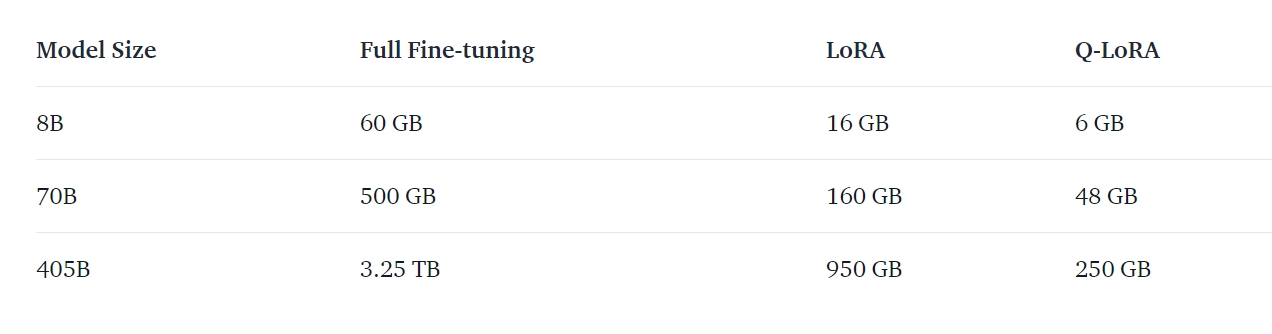 Model Size Full Fine-tuning LoRA Q-LoRA
8B 60 GB 16 GB 6 GB
70B 500 GB 160 GB 48 GB
405B 3.25 TB 950 GB 250 GB